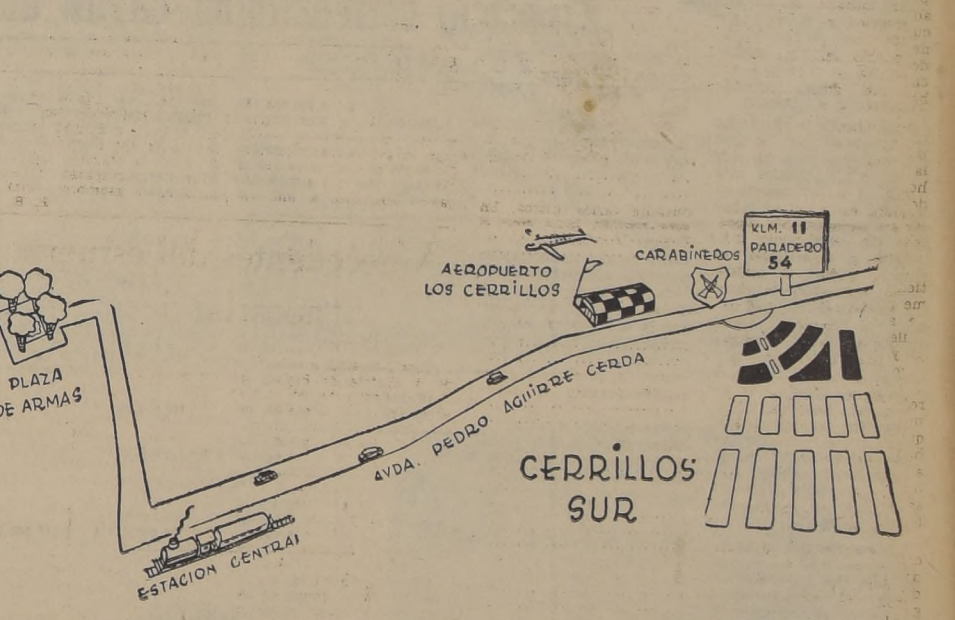 KLM. 11
PARADERO
54
CARABINEROS
AEROPUERTO
LOS CERRILLOS
PLAZA
DE ARMAS
AVDA. PEDRO AGUIRRE CERDA
CERRILLOS
SUR
ESTACION CENTRAL